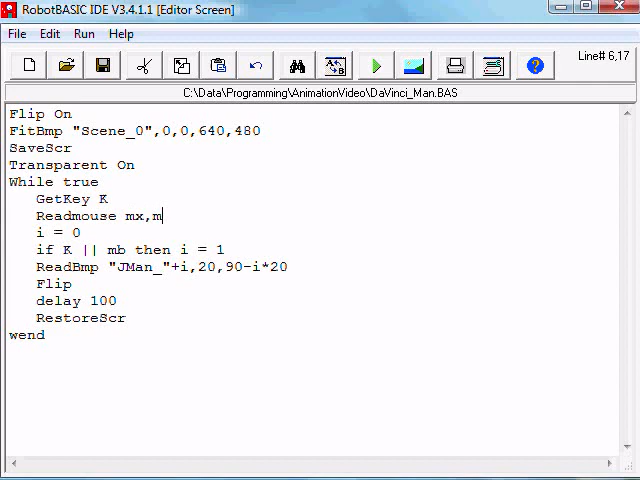 RobotBASIC IDE V3.4.1.1 [Editor Screen]
File Edit Run Help
Line# 6,17
C:\Data\Programming\AnimationVideo\DaVinci_Man.BAS
Flip On
FitBmp "Scene_0",0,0,640,480
SaveScr
Transparent On
While true
GetKey K
Readmouse mx,m
i = 0
if K || mb then i = 1
ReadBmp "JMan_"+i,20,90-i*20
Flip
delay 100
RestoreScr
wend